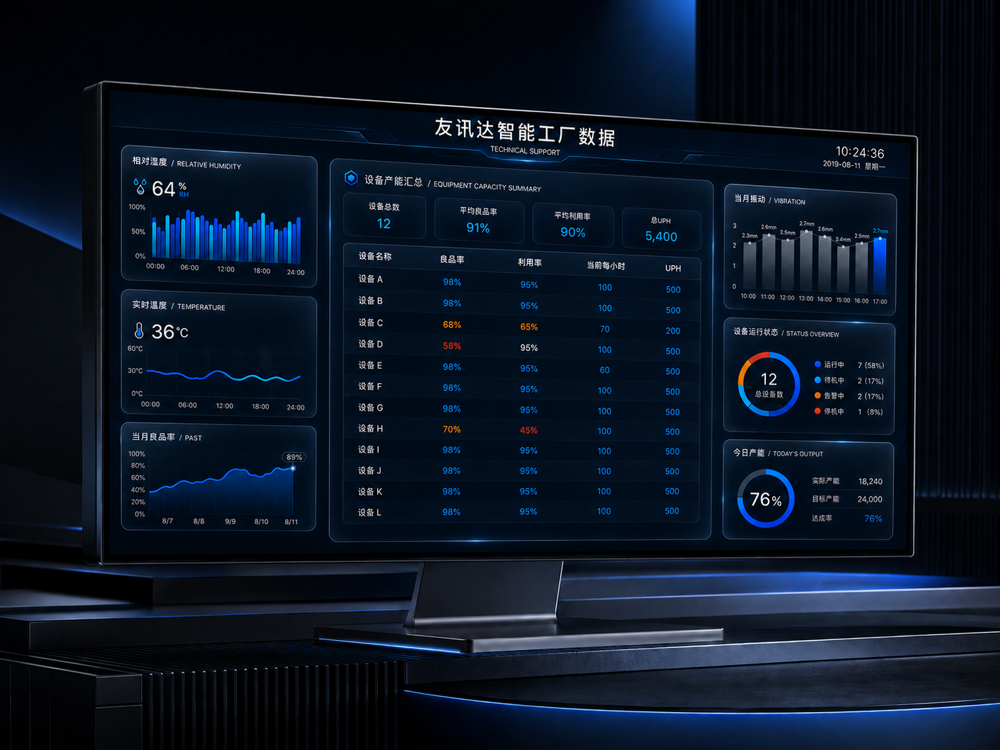 友讯达智能工厂数据
TECHNICAL SUPPORT
10:24:36
2019-08-11 星期一
相对湿度 / RELATIVE HUMIDITY
64 %
RH
100%
50%
0%
00:00 06:00 12:00 18:00 24:00
实时温度 / TEMPERATURE
36°C
60°C
30°C
0°C
00:00 06:00 12:00 18:00 24:00
当月良品率 / PAST
89%
100%
80%
60%
40%
20%
0%
8/7 8/8 9/9 8/10 8/11
设备产能汇总 / EQUIPMENT CAPACITY SUMMARY
设备总数 平均良品率 平均利用率 总UPH
12 91% 90% 5,400
设备名称 良品率 利用率 当前每小时 UPH
设备 A 98% 95% 100 500
设备 B 98% 95% 100 500
设备 C 68% 65% 70 200
设备 D 58% 95% 100 500
设备 E 98% 95% 60 500
设备 F 98% 95% 100 500
设备 G 98% 95% 100 500
设备 H 70% 45% 100 500
设备 I 98% 95% 100 500
设备 J 98% 95% 100 500
设备 K 98% 95% 100 500
设备 L 98% 95% 100 500
当月振动 / VIBRATION
3
2
1
0
2.3mm 2.6mm 2.5mm 2.7mm 2.6mm 2.4mm 2.5mm 2.7mm
10:00 11:00 12:00 13:00 14:00 15:00 16:00 17:00
设备运行状态 / STATUS OVERVIEW
12
总设备数
运行中 7 (58%)
待机中 2 (17%)
告警中 2 (17%)
停机中 1 (8%)
今日产能 / TODAY'S OUTPUT
76%
实际产能 18,240
目标产能 24,000
达成率 76%